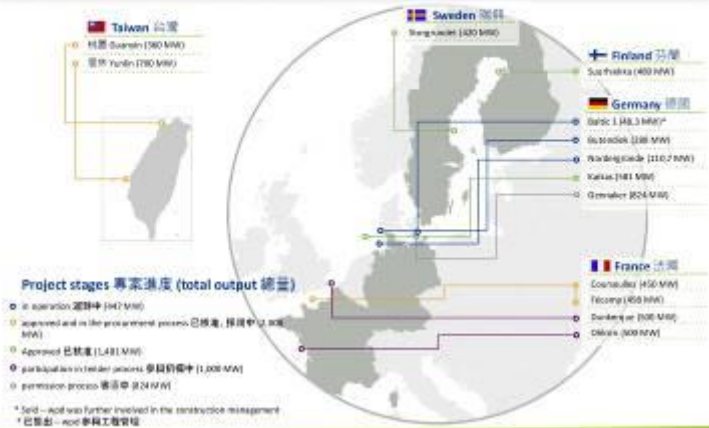 Taiwan 台灣
桃園 Guanyin (360 MW)
Yunlin (700 MW)
Sweden 瑞典
Storgrundet (420 MW)
Finland 芬蘭
Suurhiekka (480 MW)
Germany 德國
Baltic 1 (48.3 MW)*
Butendiek (288 MW)
Nordergründe (110.7 MW)
Kaikas (581 MW)
Gennaker (824 MW)
France 法國
Courseulles (450 MW)
Fécamp (498 MW)
Dunkerque (500 MW)
Oléron (500 MW)
Project stages 專案進度 (total output 總量)
in operation 運轉中 (447 MW)
approved and in the procurement process 已核准, 採購中
MW)
Approved 已核准 (1,481 MW)
participation in tender process 參與招標中 (1,000 MW)
permission process 審查中 (824 MW)
* Sold – wpd was further involved in the construction management
* 已售出 – wpd 參與工程管理